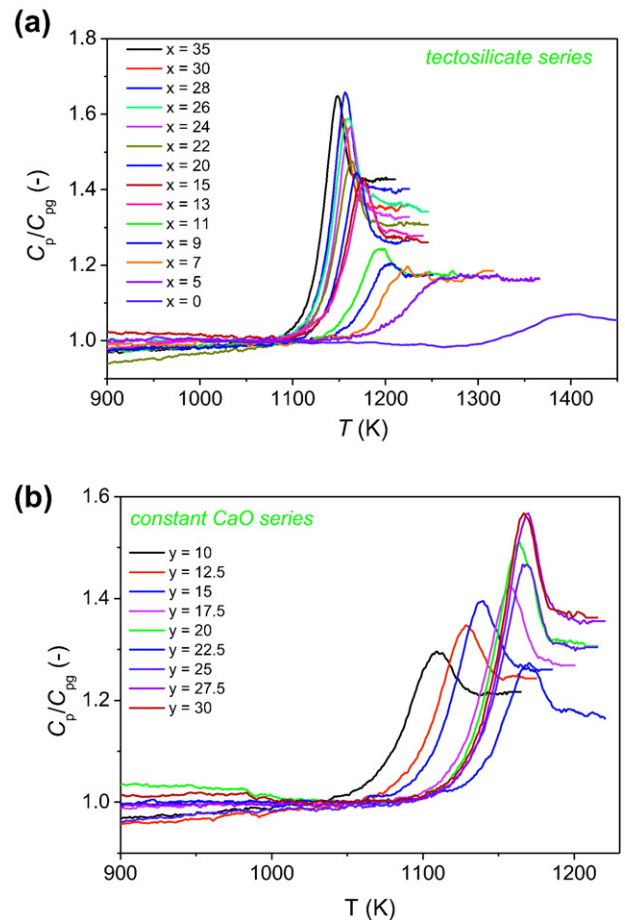 (a)
tectosilicate series
x = 35
x = 30
x = 28
x = 26
x = 24
x = 22
x = 20
x = 15
x = 13
x = 11
x = 9
x = 7
x = 5
x = 0
1.8
1.6
1.4
1.2
1.0
Cp/Cpg (-)
900 1000 1100 1200 1300 1400
T (K)
(b)
constant CaO series
y = 10
y = 12.5
y = 15
y = 17.5
y = 20
y = 22.5
y = 25
y = 27.5
y = 30
1.6
1.4
1.2
1.0
Cp/Cpg (-)
900 1000 1100 1200
T (K)